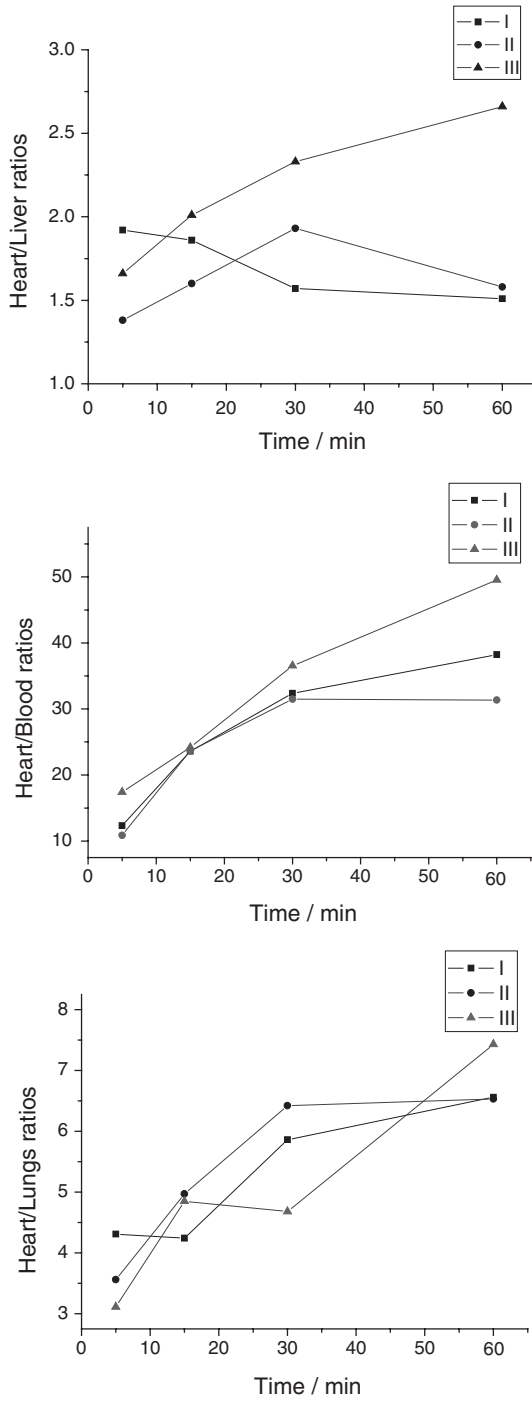 I
II
III
3.0
2.5
2.0
1.5
1.0
Heart/Liver ratios
0 10 20 30 40 50 60
Time / min
I
II
III
50
40
30
20
10
Heart/Blood ratios
0 10 20 30 40 50 60
Time / min
I
II
III
8
7
6
5
4
3
Heart/Lungs ratios
0 10 20 30 40 50 60
Time / min